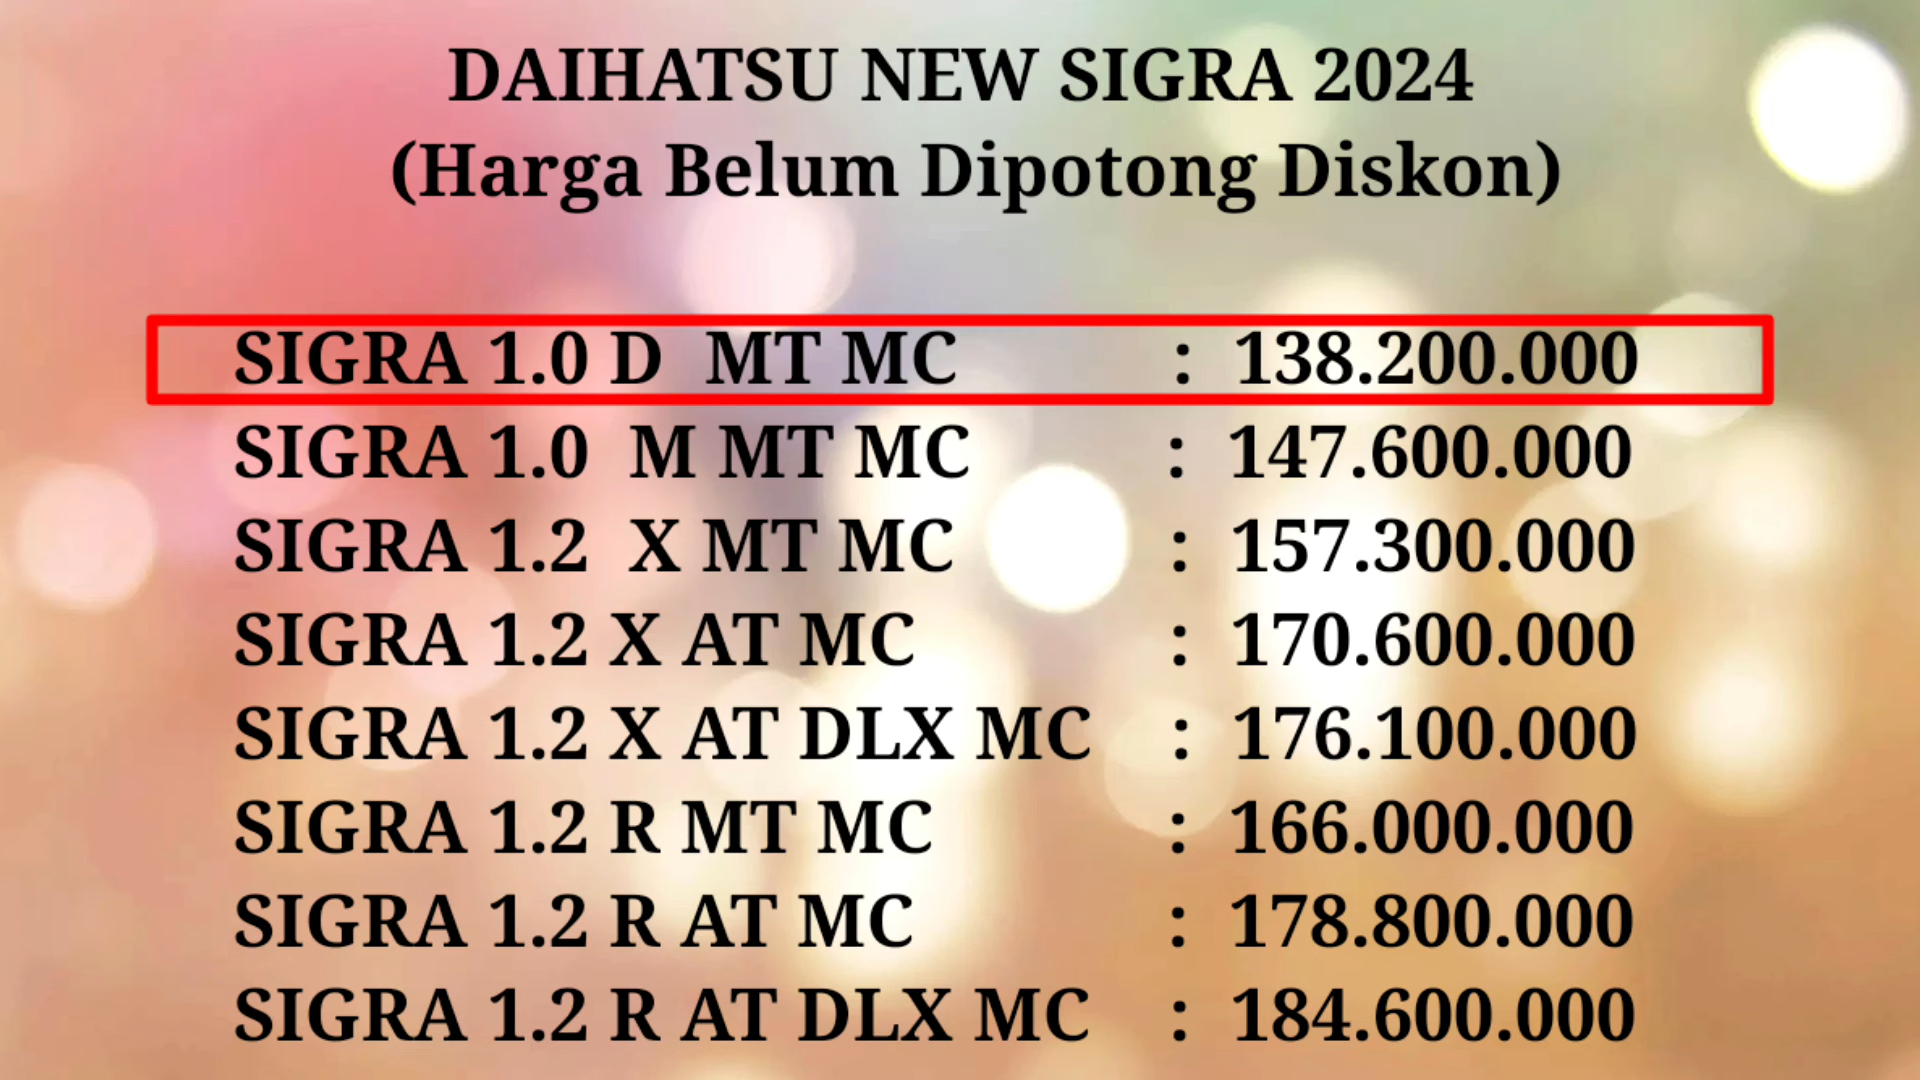 DAIHATSU NEW SIGRA 2024
(Harga Belum Dipotong Diskon)
SIGRA 1.0 D MT MC : 138.200.000
SIGRA 1.0 M MT MC : 147.600.000
SIGRA 1.2 X MT MC : 157.300.000
SIGRA 1.2 X AT MC : 170.600.000
SIGRA 1.2 X AT DLX MC : 176.100.000
SIGRA 1.2 R MT MC : 166.000.000
SIGRA 1.2 R AT MC : 178.800.000
SIGRA 1.2 R AT DLX MC : 184.600.000